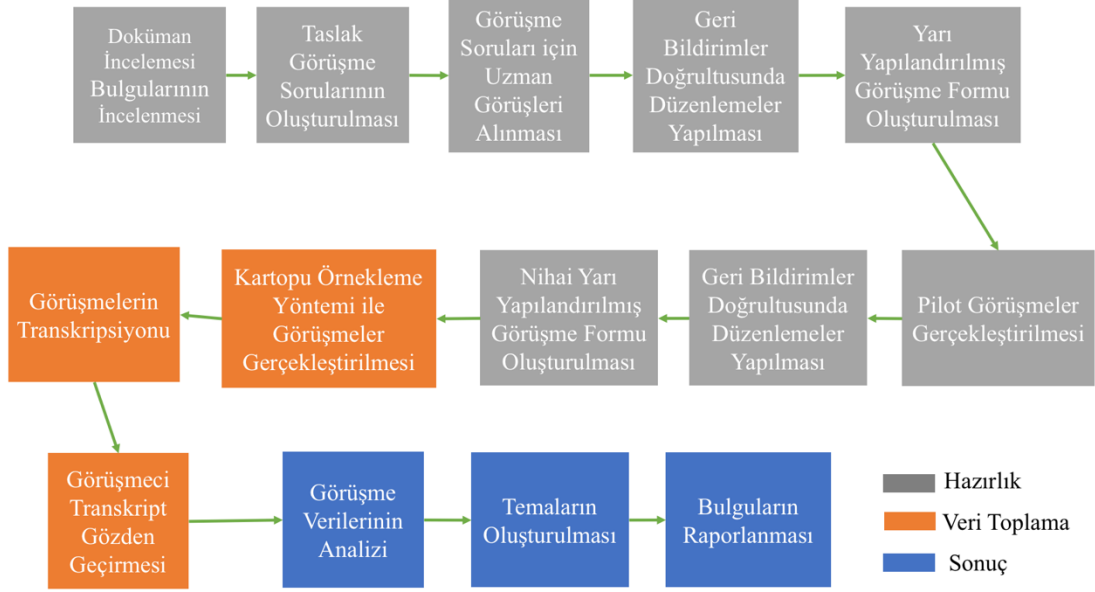 Doküman
İncelemesi
Bulgularının
İncelenmesi
Taslak
Görüşme
Sorularının
Oluşturulması
Görüşme
Soruları için
Uzman
Görüşleri
Alınması
Geri
Bildirimler
Doğrultusunda
Düzenlemeler
Yapılması
Yarı
Yapılandırılmış
Görüşme Formu
Oluşturulması
Pilot Görüşmeler
Gerçekleştirilmesi
Geri Bildirimler
Doğrultusunda
Düzenlemeler
Yapılması
Nihai Yarı
Yapılandırılmış
Görüşme Formu
Oluşturulması
Kartopu Örnekleme
Yöntemi ile
Görüşmeler
Gerçekleştirilmesi
Görüşmelerin
Transkripsiyonu
Görüşmeci
Transkript
Gözden
Geçirmesi
Görüşme
Verilerinin
Analizi
Temaların
Oluşturulması
Bulguların
Raporlanması
Hazırlık
Veri Toplama
Sonuç